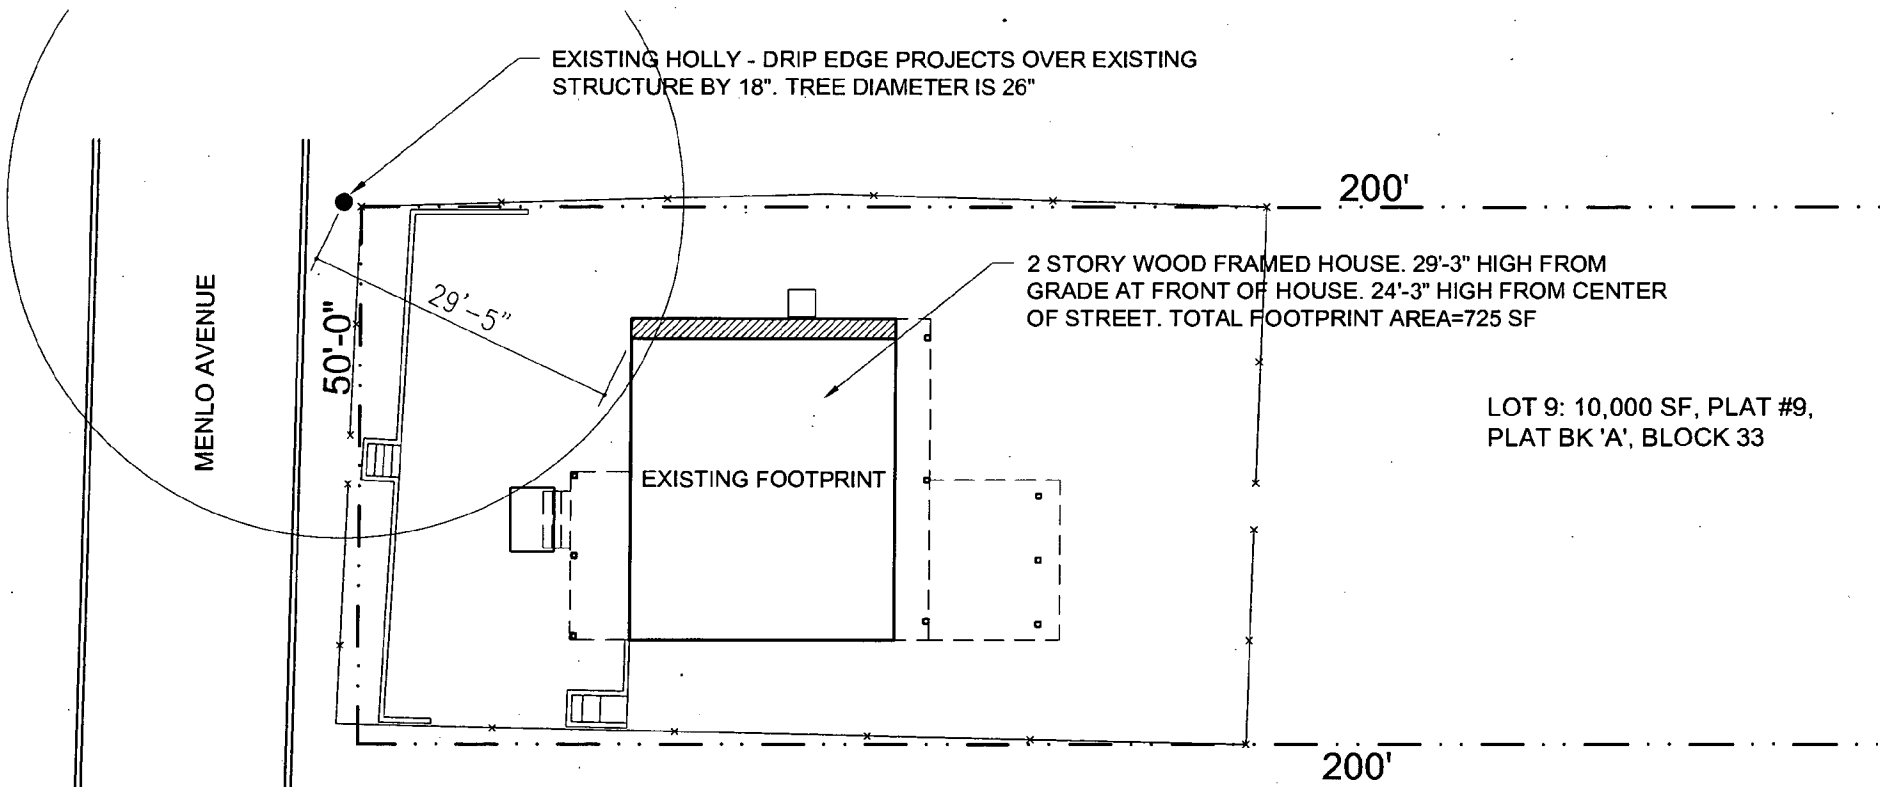 EXISTING HOLLY - DRIP EDGE PROJECTS OVER EXISTING
STRUCTURE BY 18". TREE DIAMETER IS 26"
200'
2 STORY WOOD FRAMED HOUSE. 29'-3" HIGH FROM
GRADE AT FRONT OF HOUSE. 24'-3" HIGH FROM CENTER
OF STREET. TOTAL FOOTPRINT AREA=725 SF
29'-5"
50'-0"
MENLO AVENUE
LOT 9: 10,000 SF, PLAT #9,
PLAT BK 'A', BLOCK 33
EXISTING FOOTPRINT
200'